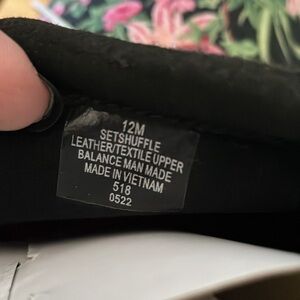 12M
SETSHUFFLE
LEATHER/TEXTILE UPPER
BALANCE MAN MADE
MADE IN VIETNAM
518
0522